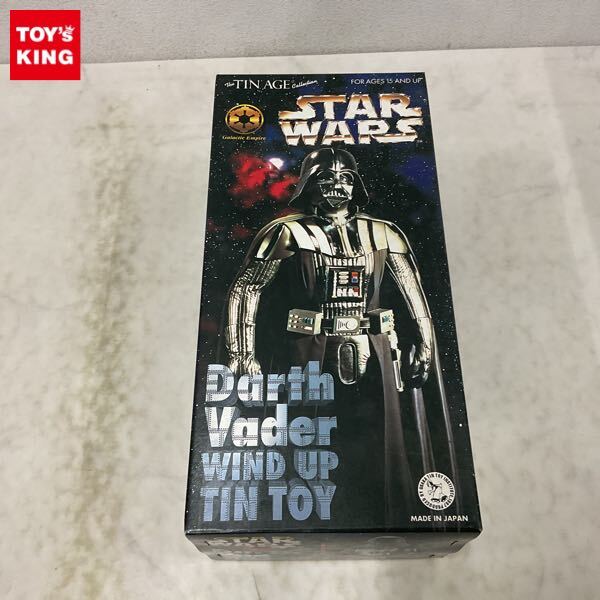 TOY'S
KING
The TIN AGE Collection
FOR AGES 15 AND UP
STAR
WARS
Galactic Empire
Darth
Vader
WIND UP
TIN TOY
MADE IN JAPAN
STAR